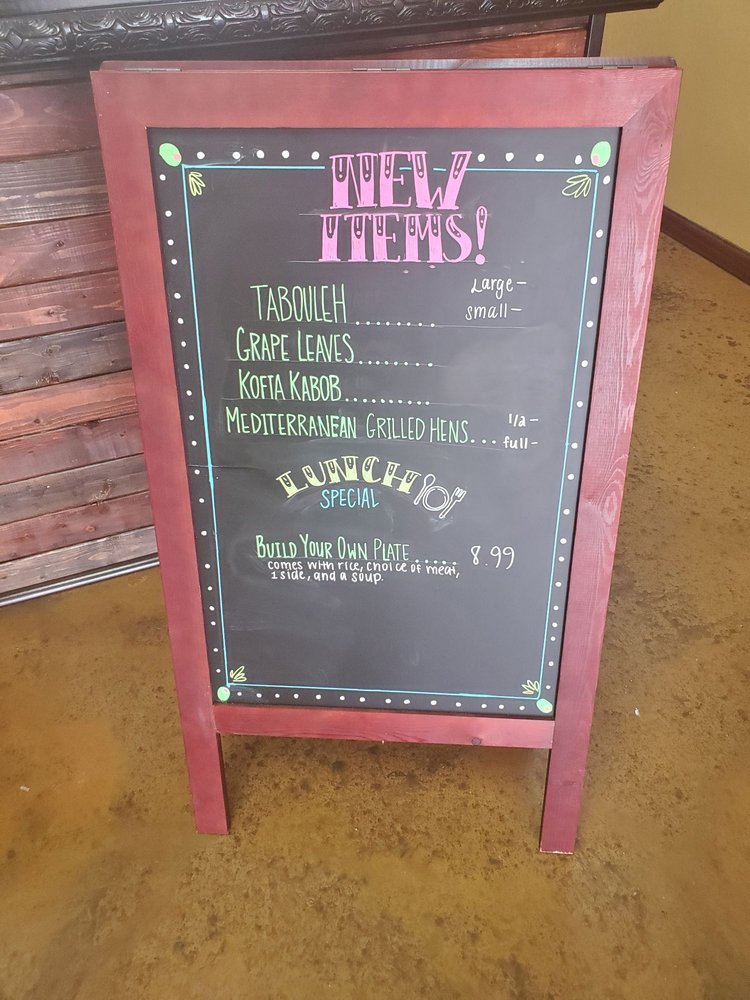 NEW
ITEMS!
TABOULEH ......... Large -
small -
GRAPE LEAVES ........
KOFTA KABOB ..........
MEDITERRANEAN GRILLED HENS... 1/2 -
full -
LUNCH
SPECIAL
BUILD YOUR OWN PLATE ..... 8.99
comes with rice, choice of meat,
1 side, and a soup.